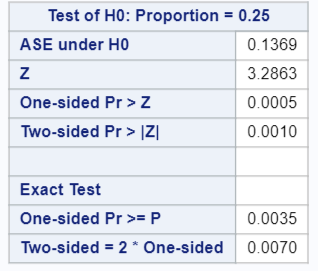 Test of H0: Proportion = 0.25
ASE under H0 0.1369
Z 3.2863
One-sided Pr > Z 0.0005
Two-sided Pr > |Z| 0.0010
Exact Test
One-sided Pr >= P 0.0035
Two-sided = 2 * One-sided 0.0070